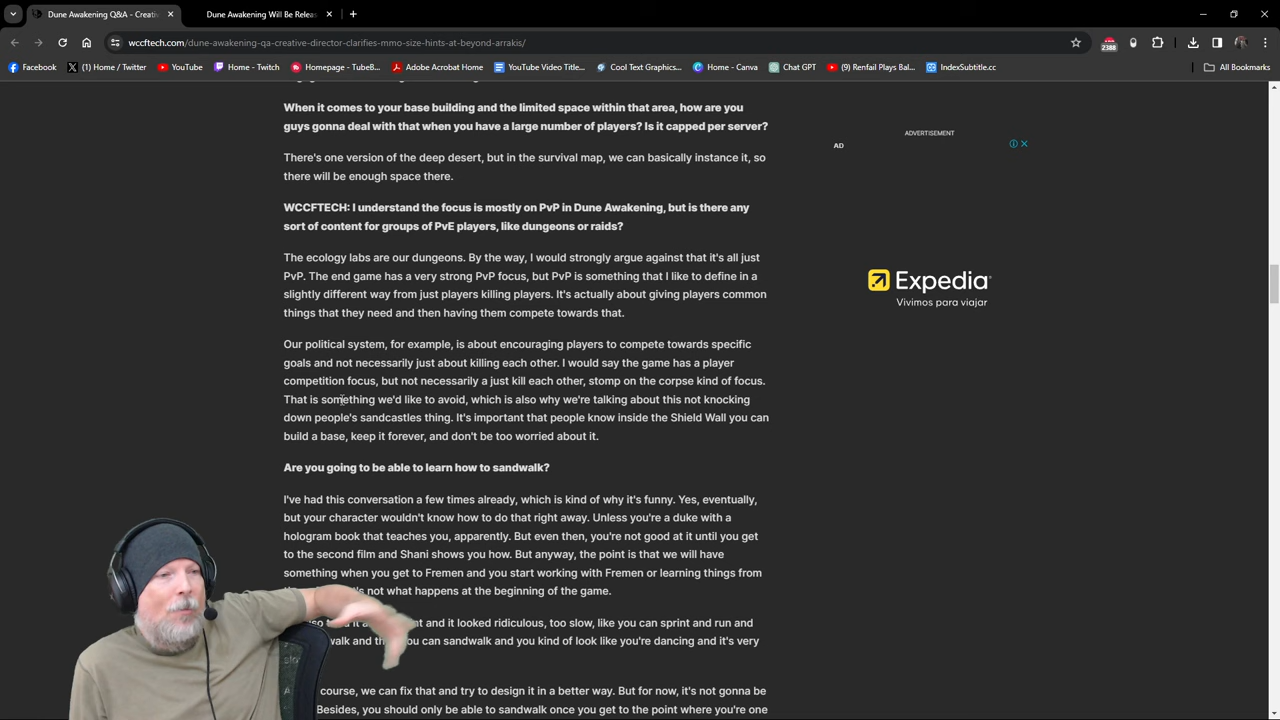 Dune Awakening Q&A - Creati
Dune Awakening Will Be Relea
wccftech.com/dune-awakening-qa-creative-director-clarifies-mmo-size-hints-at-beyond-arrakis/
2388
Facebook
(1) Home / Twitter
YouTube
Home - Twitch
Homepage - TubeB...
Adobe Acrobat Home
YouTube Video Title...
Cool Text Graphics...
Home - Canva
Chat GPT
(9) Renfail Plays Bal...
IndexSubtitle.cc
All Bookmarks
When it comes to your base building and the limited space within that area, how are you
guys gonna deal with that when you have a large number of players? Is it capped per server?
There's one version of the deep desert, but in the survival map, we can basically instance it, so
there will be enough space there.
WCCFTECH: I understand the focus is mostly on PvP in Dune Awakening, but is there any
sort of content for groups of PvE players, like dungeons or raids?
The ecology labs are our dungeons. By the way, I would strongly argue against that it's all just
PvP. The end game has a very strong PvP focus, but PvP is something that I like to define in a
slightly different way from just players killing players. It's actually about giving players common
things that they need and then having them compete towards that.
Our political system, for example, is about encouraging players to compete towards specific
goals and not necessarily just about killing each other. I would say the game has a player
competition focus, but not necessarily a just kill each other, stomp on the corpse kind of focus.
That is something we'd like to avoid, which is also why we're talking about this not knocking
down people's sandcastles thing. It's important that people know inside the Shield Wall you can
build a base, keep it forever, and don't be too worried about it.
Are you going to be able to learn how to sandwalk?
I've had this conversation a few times already, which is kind of why it's funny. Yes, eventually,
but your character wouldn't know how to do that right away. Unless you're a duke with a
hologram book that teaches you, apparently. But even then, you're not good at it until you get
to the second film and Shani shows you how. But anyway, the point is that we will have
something when you get to Fremen and you start working with Fremen or learning things from
not what happens at the beginning of the game.
it and it looked ridiculous, too slow, like you can sprint and run and
walk and you can sandwalk and you kind of look like you're dancing and it's very
course, we can fix that and try to design it in a better way. But for now, it's not gonna be
Besides, you should only be able to sandwalk once you get to the point where you're one
ADVERTISEMENT
AD
Expedia
Vivimos para viajar